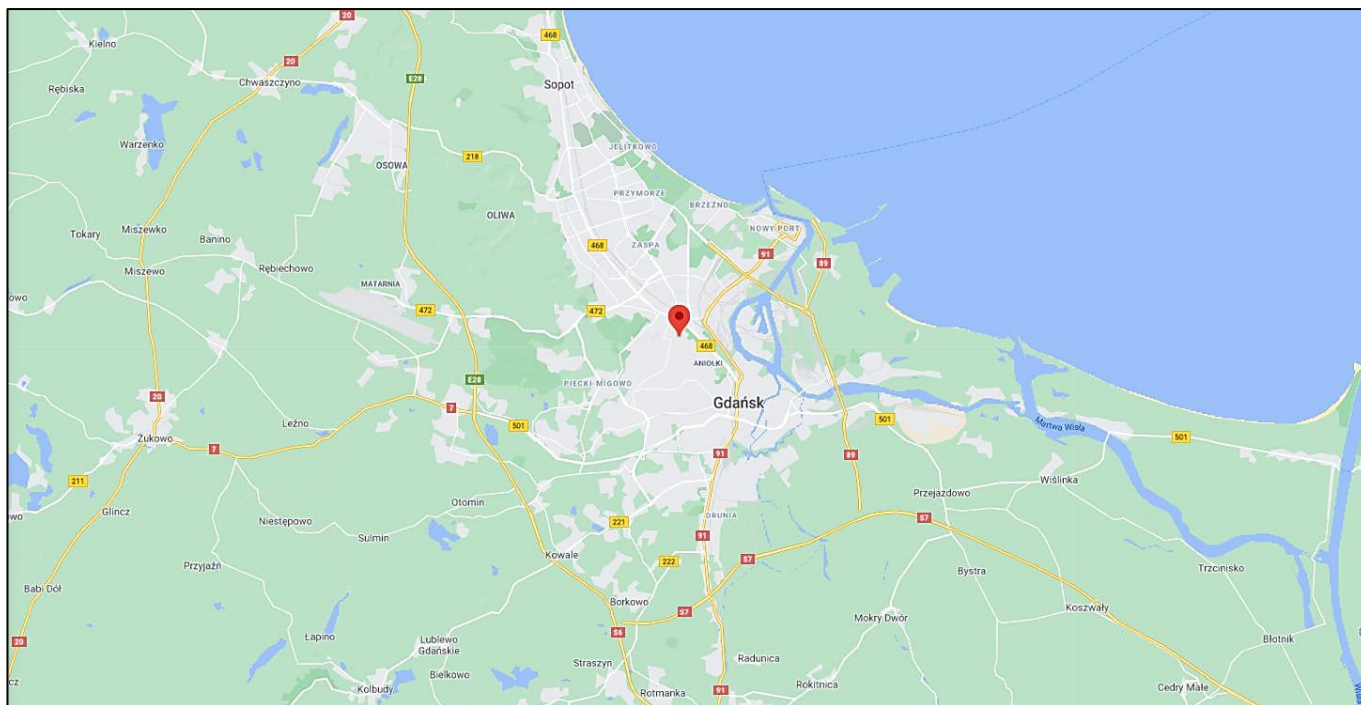 20
468
Kielno
20
Chwaszczyno
E28
Sopot
Rębiska
Warzenko
JELITKOWO
218
OSOWA
PRZYMORZE
BRZEŹNO
OLIWA
NOWY PORT
Tokary
Miszewko
Banino
468
ZASPA
91
89
Rębiechowo
Miszewo
MATARNIA
OWO
472
472
468
ANIOŁKI
E28
PIECKI-MIGOWO
20
7
Gdańsk
Leźno
501
501
Martwa Wisła
501
Żukowo
7
91
89
211
Wiślinka
Przejazdowo
Otomin
owo
Glincz
Niestępowo
221
ORUNIA
S7
Sulmin
91
Kowale
222
S7
Przyjaźń
Bystra
Trzcinisko
Babi Dół
Borkowo
S7
Koszwały
Mokry Dwór
20
Łapino
Lublewo
Gdańskie
S6
Błotnik
Straszyn
Radunica
cz
Kolbudy
Bielkowo
Rotmanka
91
Rokitnica
Cedry Małe